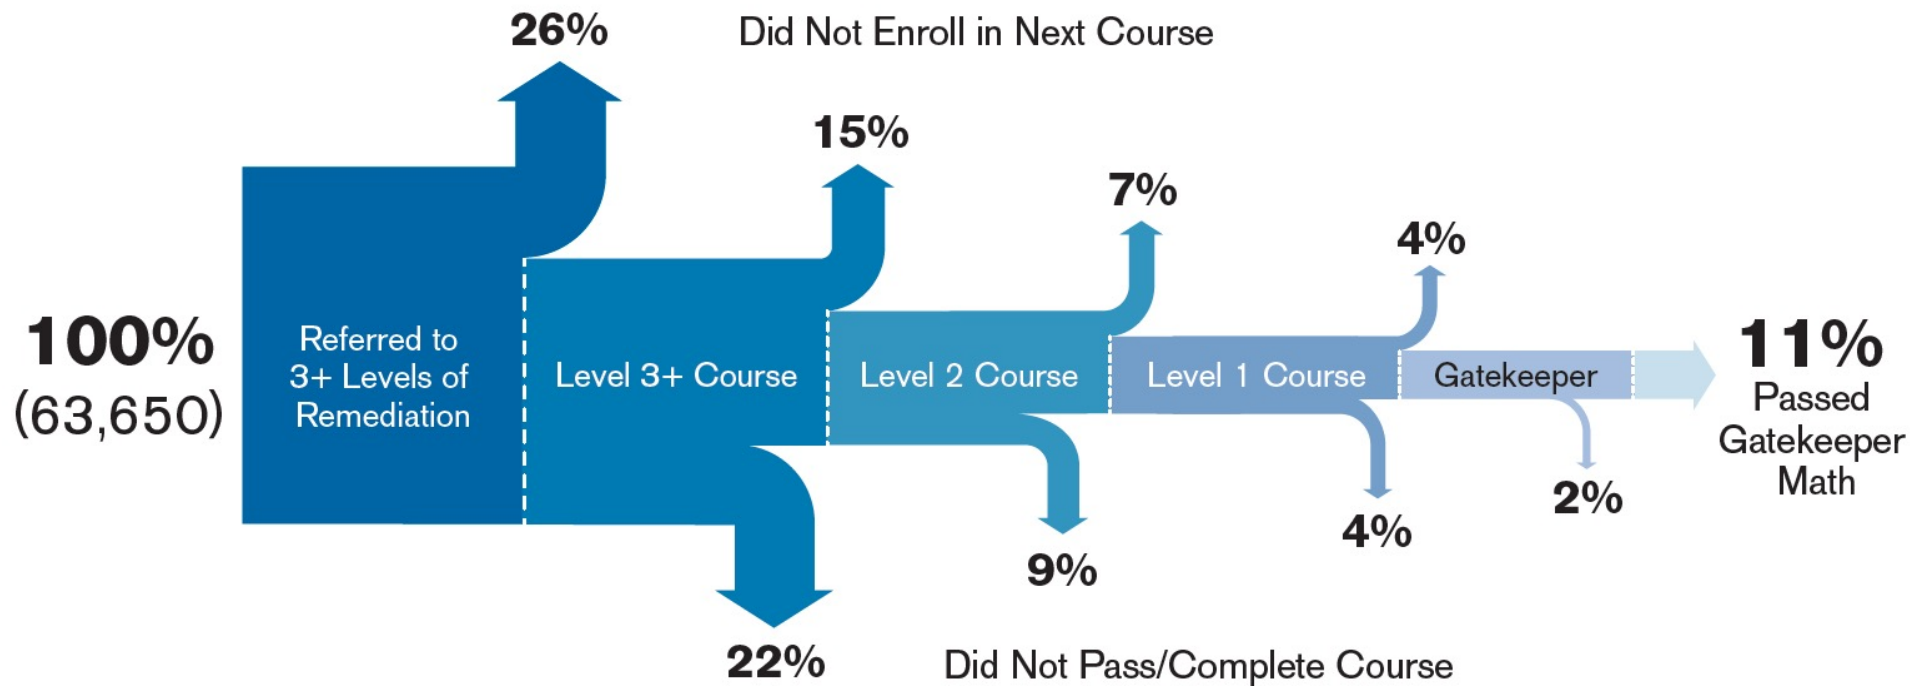 26%
Did Not Enroll in Next Course
15%
7%
4%
100%
(63,650)
Referred to
3+ Levels of
Remediation
Level 3+ Course
Level 2 Course
Level 1 Course
Gatekeeper
11%
Passed
Gatekeeper
Math
2%
4%
9%
22%
Did Not Pass/Complete Course